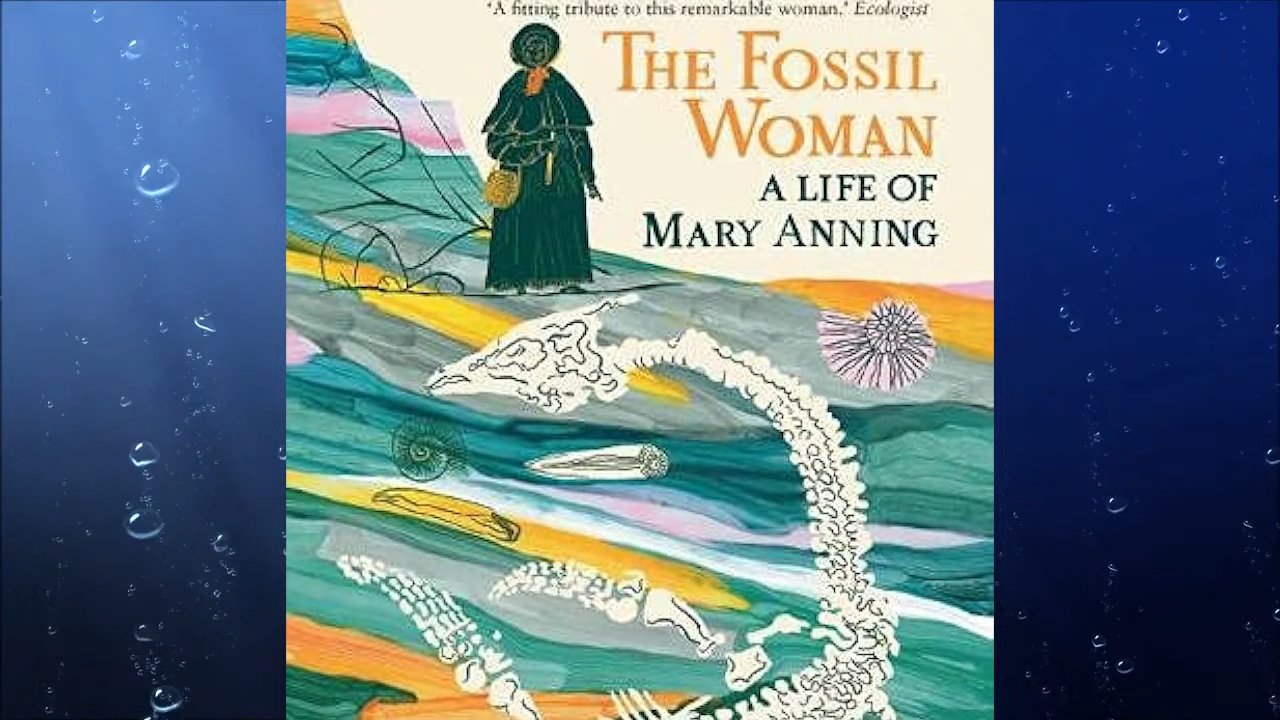 'A fitting tribute to this remarkable woman.' Ecologist
THE FOSSIL
WOMAN
A LIFE OF
MARY ANNING